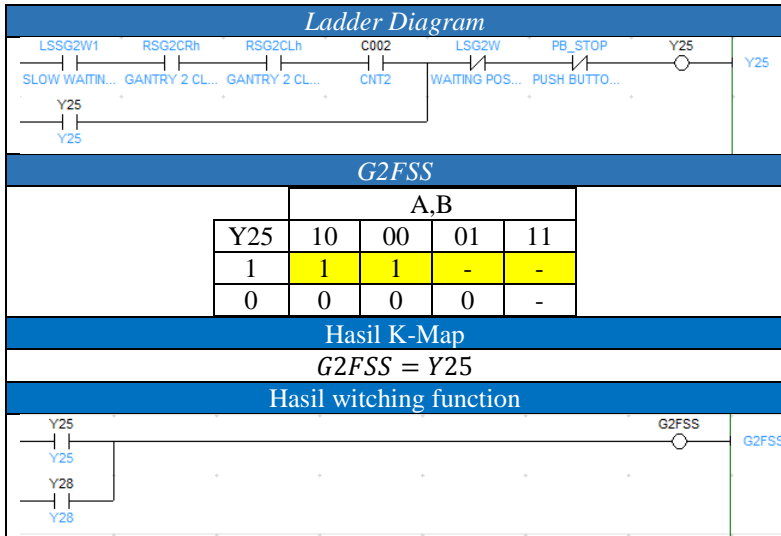 Ladder Diagram
LSSG2W1 RSG2CRh RSG2CLh C002 LSG2W PB_STOP Y25
Y25
SLOW WAITIN... GANTRY 2 CL... GANTRY 2 CL... CNT2 WAITING POS... PUSH BUTTO...
Y25
Y25
G2FSS
A,B
Y25 10 00 01 11
1 1 1 - -
0 0 0 0 -
Hasil K-Map
G2FSS = Y25
Hasil witching function
Y25 G2FSS
G2FSS
Y25
Y28
Y28